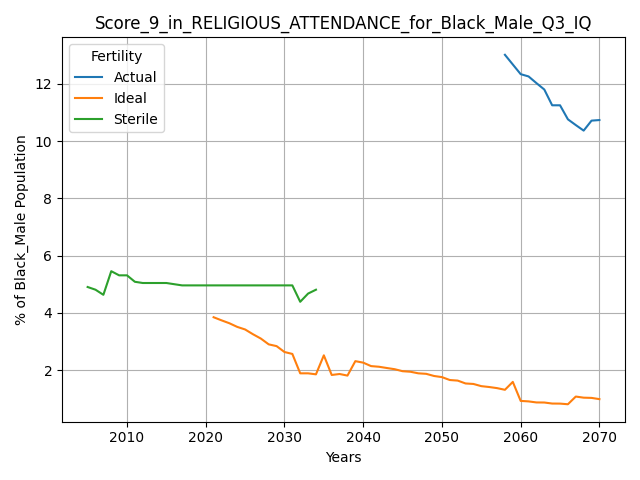 Score_9_in_RELIGIOUS_ATTENDANCE_for_Black_Male_Q3_IQ
Fertility
Actual
Ideal
Sterile
% of Black_Male Population
12
10
8
6
4
2
2010 2020 2030 2040 2050 2060 2070
Years